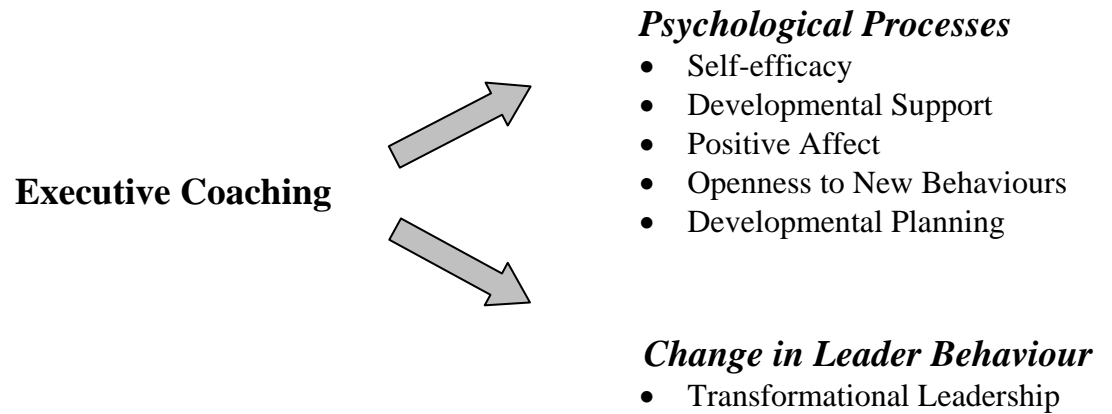 Psychological Processes
• Self-efficacy
• Developmental Support
• Positive Affect
• Openness to New Behaviours
• Developmental Planning
Executive Coaching
Change in Leader Behaviour
• Transformational Leadership